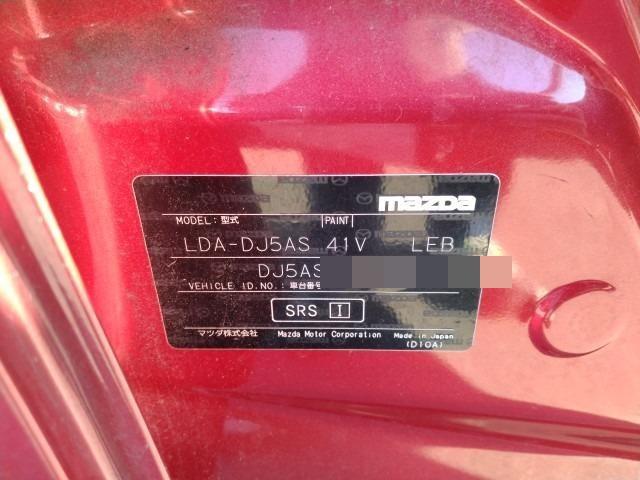 mazda
MODEL: 型式 PAINT
LDA-DJ5AS 41V LEB
DJ5AS
VEHICLE ID.NO.: 車台番号
SRS I
マツダ株式会社 Mazda Motor Corporation Made in Japan
(D10A)